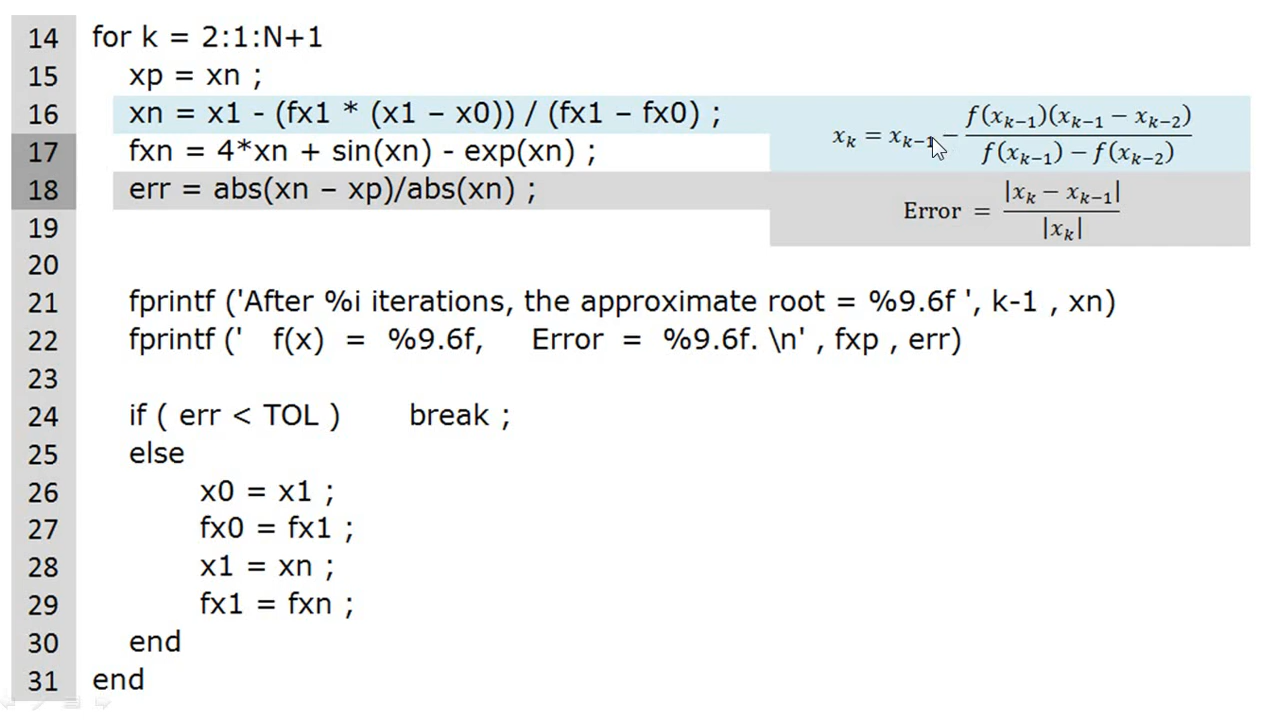 14 for k = 2:1:N+1
15 xp = xn ;
16 xn = x1 - (fx1 * (x1 – x0)) / (fx1 – fx0) ;
17 fxn = 4*xn + sin(xn) - exp(xn) ;
18 err = abs(xn – xp)/abs(xn) ;
19
20
21 fprintf ('After %i iterations, the approximate root = %9.6f ', k-1 , xn)
22 fprintf (' f(x) = %9.6f, Error = %9.6f. \n' , fxp , err)
23
24 if ( err < TOL ) break ;
25 else
26 x0 = x1 ;
27 fx0 = fx1 ;
28 x1 = xn ;
29 fx1 = fxn ;
30 end
31 end
x_k = x_{k−1} − f(x_{k−1})(x_{k−1} − x_{k−2}) / f(x_{k−1}) − f(x_{k−2})
Error = |x_k − x_{k−1}| / |x_k|